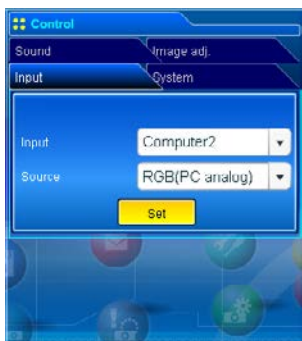 Control
Sound
Image adj.
Input
System
Input
Computer2
Source
RGB(PC analog)
Set